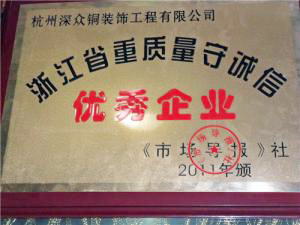 杭州深众铜装饰工程有限公司
浙江省重质量守诚信
优秀企业
《市场导报》社
2011年颁